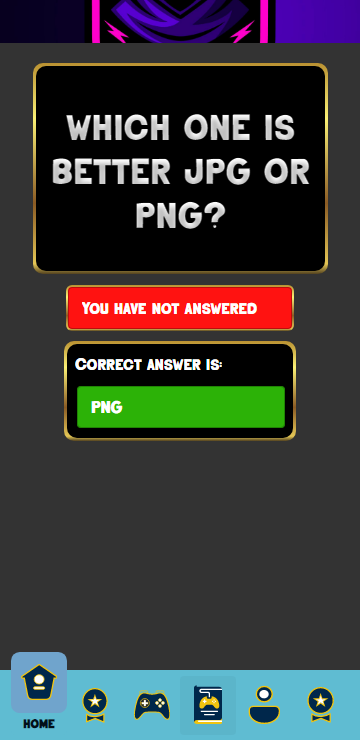 WHICH ONE IS
BETTER JPG OR
PNG?
YOU HAVE NOT ANSWERED
CORRECT ANSWER IS:
PNG
HOME